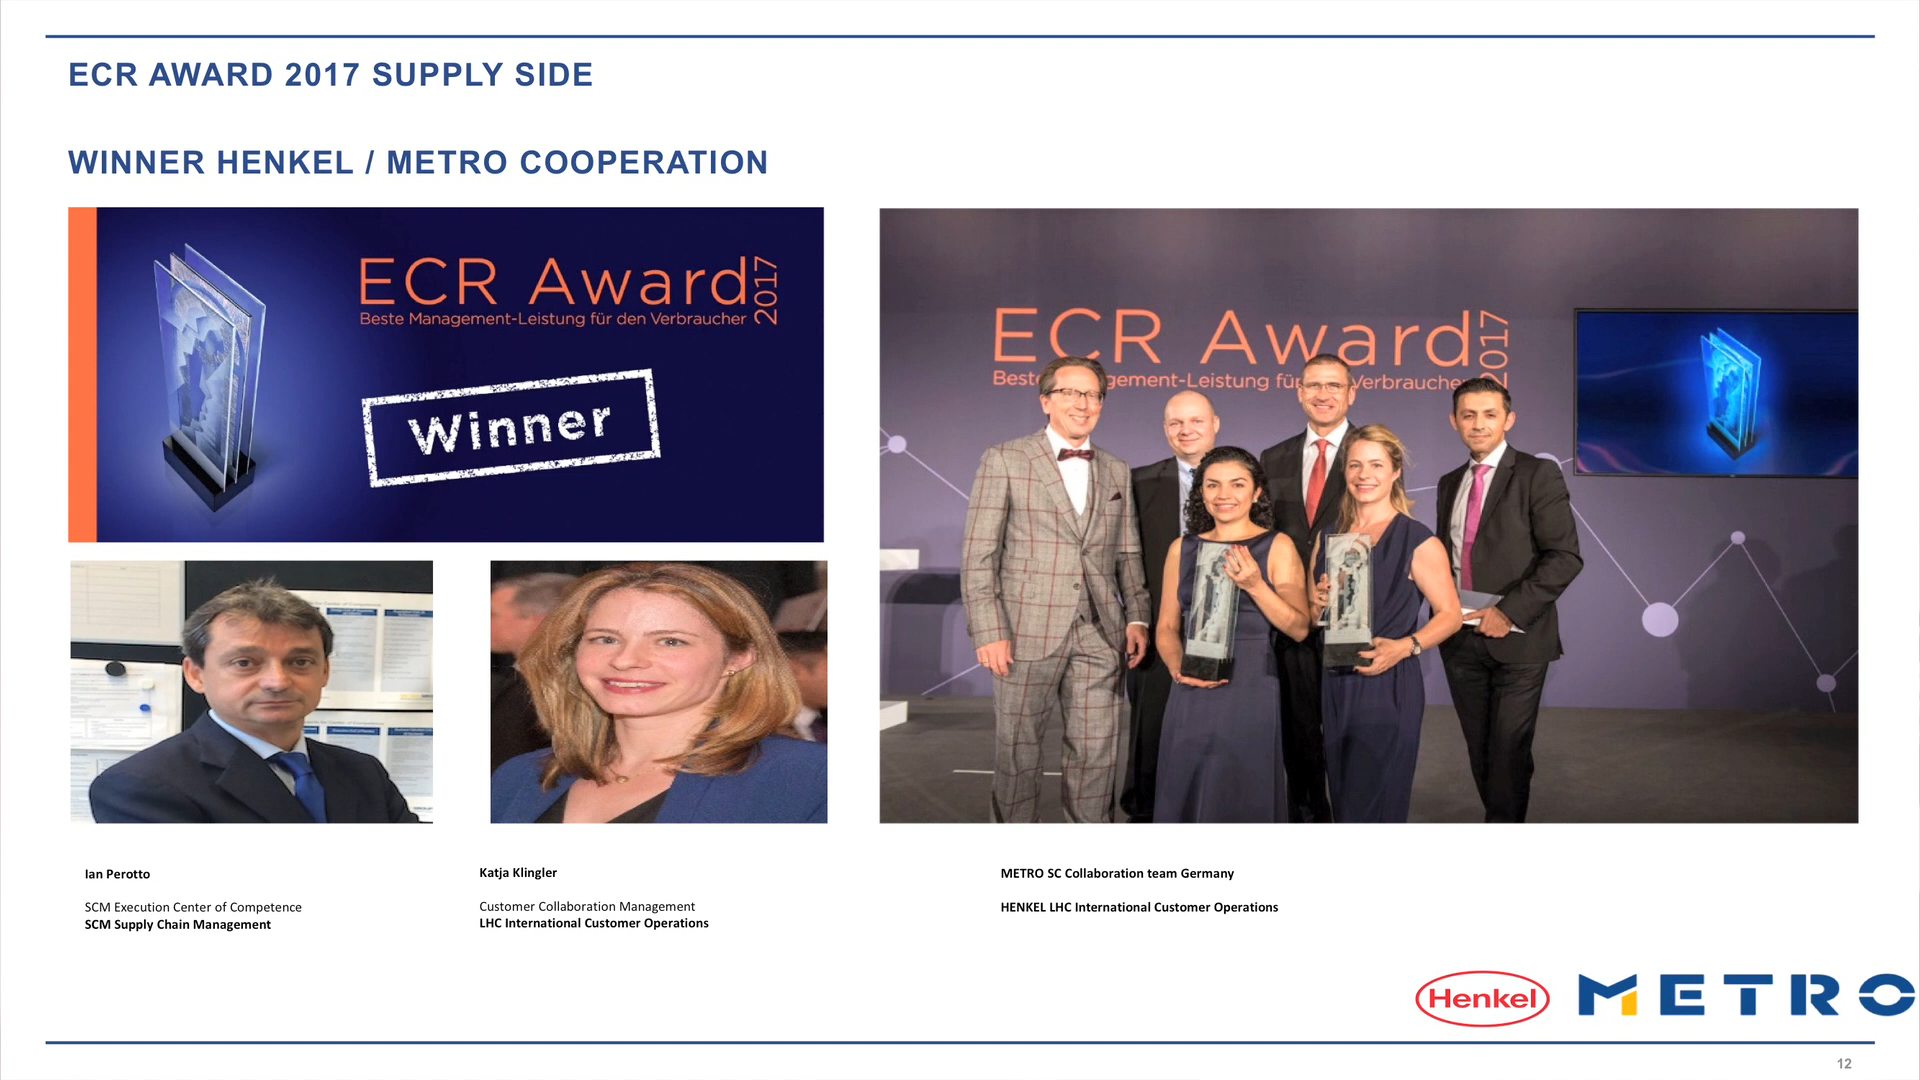 ECR AWARD 2017 SUPPLY SIDE
WINNER HENKEL / METRO COOPERATION
ECR Award 2017
Beste Management-Leistung für den Verbraucher
Winner
ECR Award 2017
gement-Leistung Verbrauche
Ian Perotto
SCM Execution Center of Competence
SCM Supply Chain Management
Katja Klingler
Customer Collaboration Management
LHC International Customer Operations
METRO SC Collaboration team Germany
HENKEL LHC International Customer Operations
Henkel
METRO
12